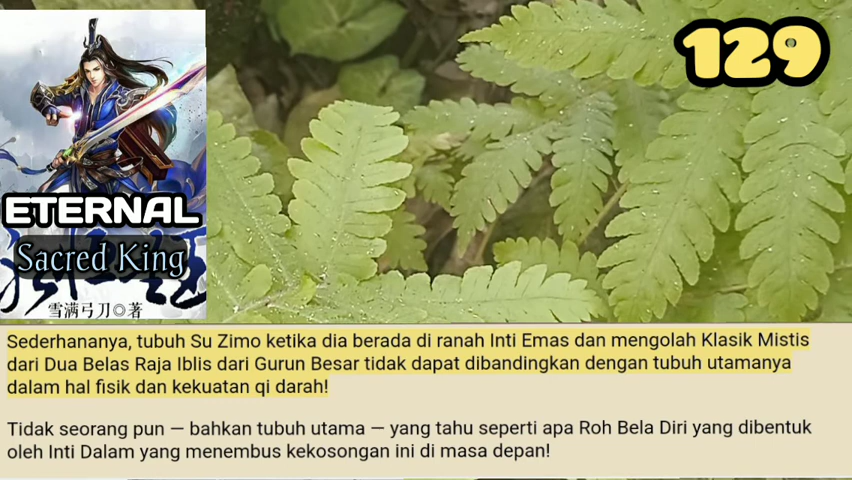 129
ETERNAL
Sacred King
雪满弓刀◎著
Sederhananya, tubuh Su Zimo ketika dia berada di ranah Inti Emas dan mengolah Klasik Mistis
dari Dua Belas Raja Iblis dari Gurun Besar tidak dapat dibandingkan dengan tubuh utamanya
dalam hal fisik dan kekuatan qi darah!
Tidak seorang pun — bahkan tubuh utama — yang tahu seperti apa Roh Bela Diri yang dibentuk
oleh Inti Dalam yang menembus kekosongan ini di masa depan!